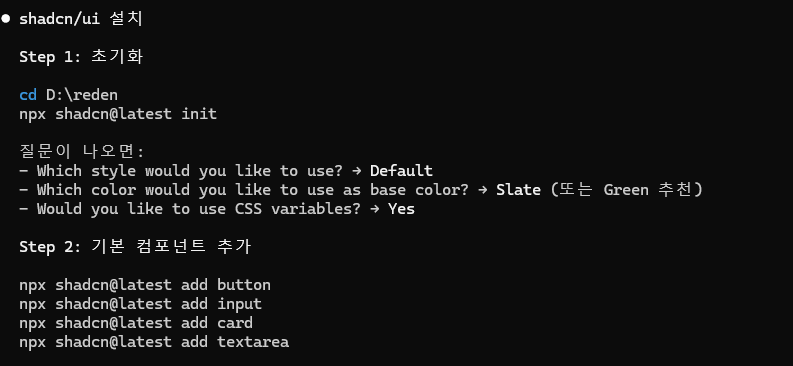 ● shadcn/ui 설치
Step 1: 초기화
cd D:\reden
npx shadcn@latest init
질문이 나오면:
- Which style would you like to use? → Default
- Which color would you like to use as base color? → Slate (또는 Green 추천)
- Would you like to use CSS variables? → Yes
Step 2: 기본 컴포넌트 추가
npx shadcn@latest add button
npx shadcn@latest add input
npx shadcn@latest add card
npx shadcn@latest add textarea